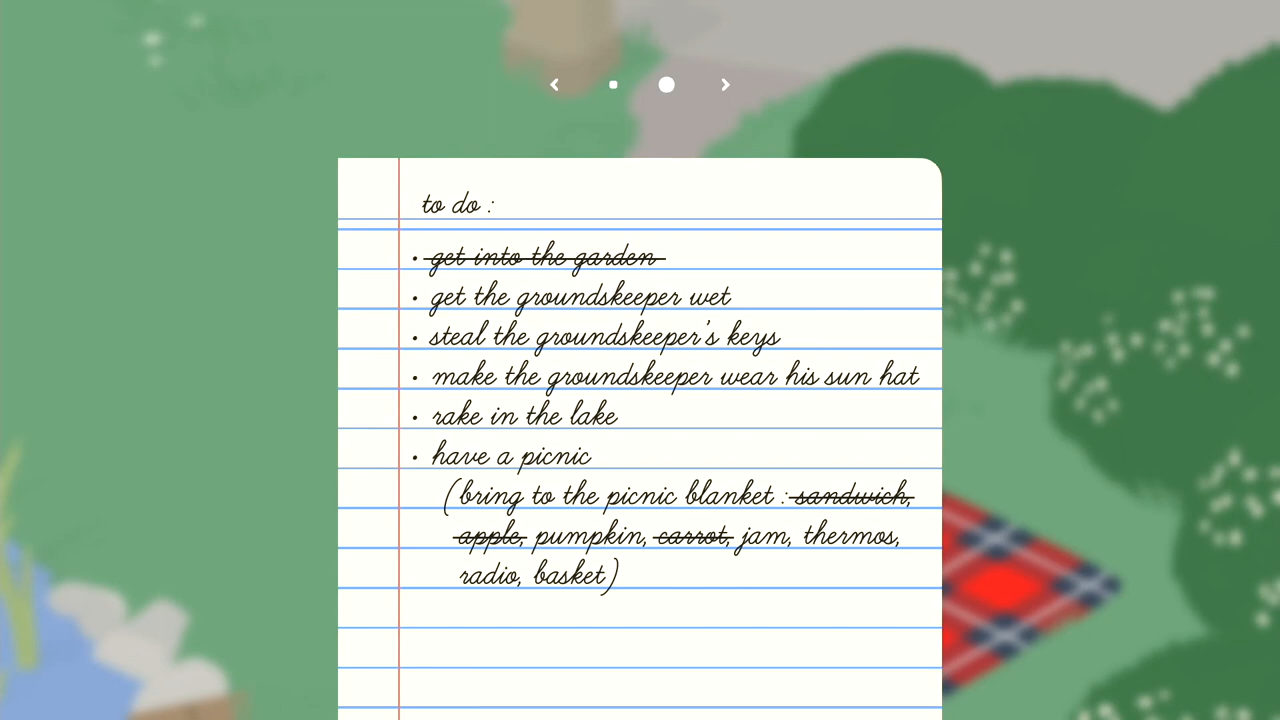 to do :
• get into the garden
• get the groundskeeper wet
• steal the groundskeeper's keys
• make the groundskeeper wear his sun hat
• rake in the lake
• have a picnic
(bring to the picnic blanket : sandwich,
apple, pumpkin, carrot, jam, thermos,
radio, basket)